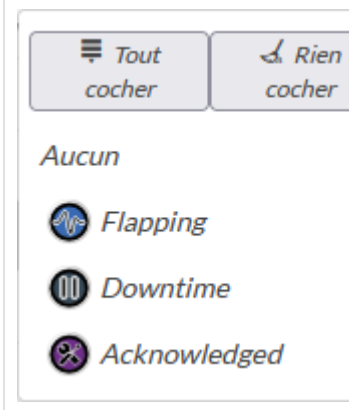 Tout cocher
Rien cocher
Aucun
Flapping
Downtime
Acknowledged